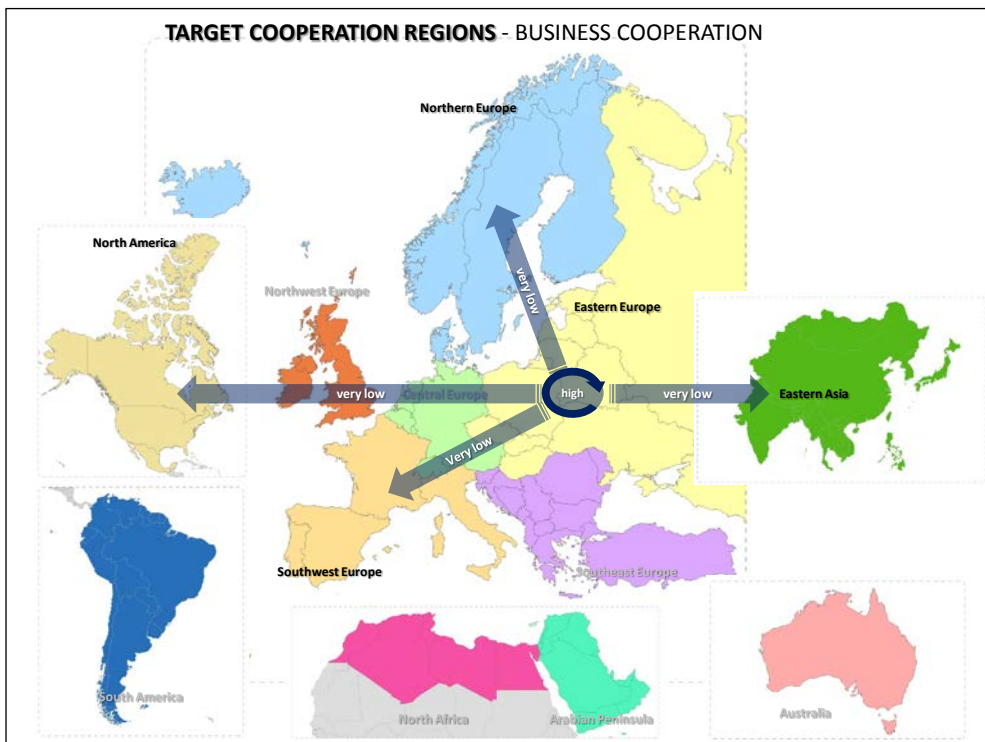 TARGET COOPERATION REGIONS - BUSINESS COOPERATION
Northern Europe
North America
Northwest Europe
very low
Eastern Europe
very low
Central Europe
high
very low
Eastern Asia
Very low
Southwest Europe
Southeast Europe
South America
North Africa
Arabian Peninsula
Australia